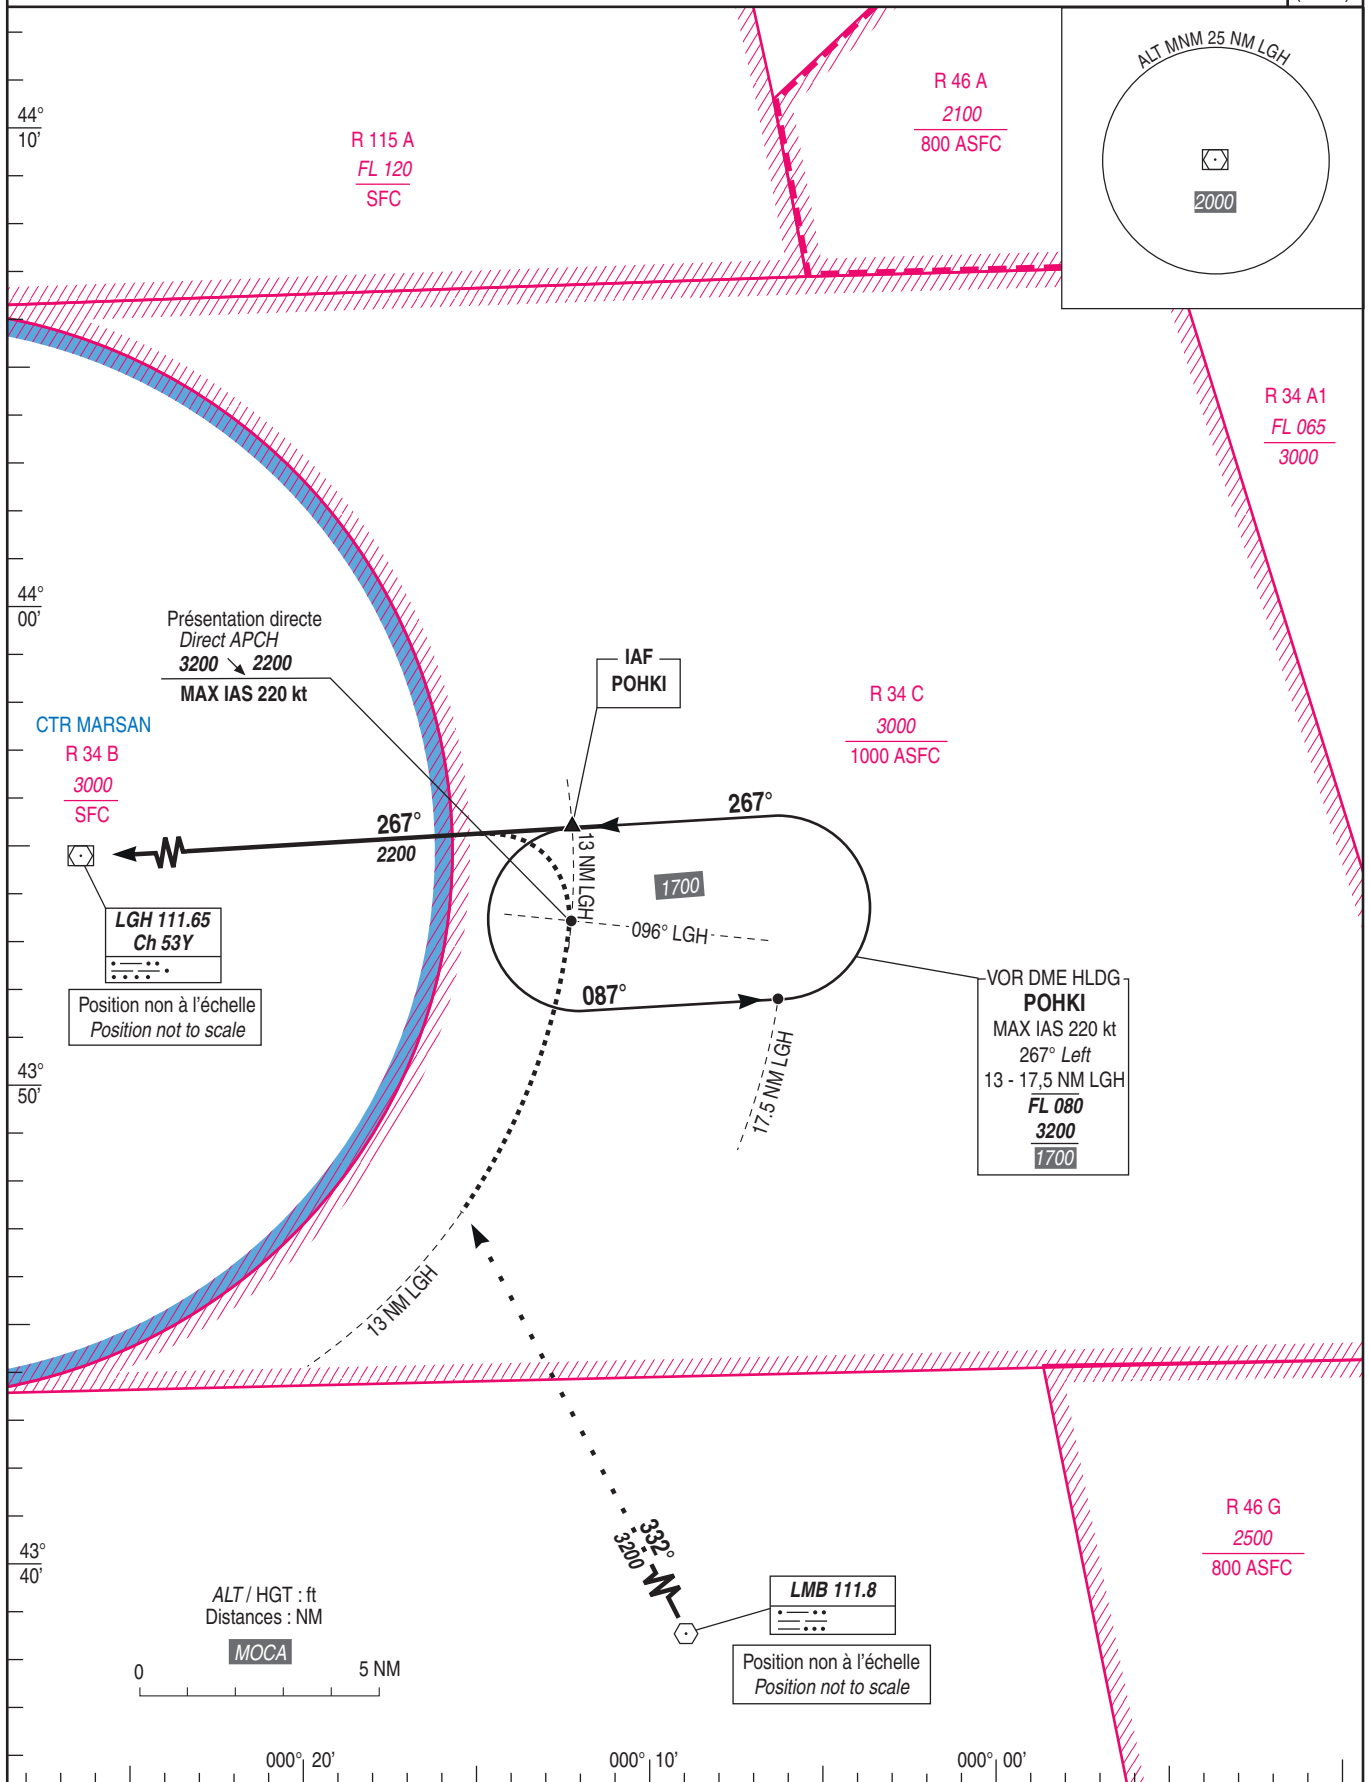 ALT MNM 25 NM LGH
2000
R 46 A
2100
800 ASFC
R 115 A
FL 120
SFC
44°
10'
R 34 A1
FL 065
3000
44°
00'
Présentation directe
Direct APCH
3200 ↘ 2200
MAX IAS 220 kt
IAF
POHKI
R 34 C
3000
1000 ASFC
CTR MARSAN
R 34 B
3000
SFC
267°
2200
267°
13 NM LGH
1700
096° LGH
087°
LGH 111.65
Ch 53Y
Position non à l'échelle
Position not to scale
VOR DME HLDG
POHKI
MAX IAS 220 kt
267° Left
13 - 17,5 NM LGH
FL 080
3200
1700
17.5 NM LGH
43°
50'
13 NM LGH
332°
3200
R 46 G
2500
800 ASFC
43°
40'
ALT / HGT : ft
Distances : NM
MOCA
0 5 NM
LMB 111.8
Position non à l'échelle
Position not to scale
000° 20' 000° 10' 000° 00'